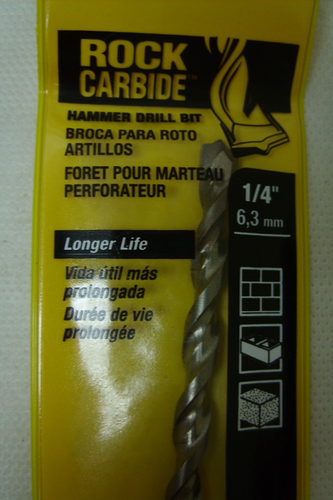 ROCK
CARBIDE™
HAMMER DRILL BIT
BROCA PARA ROTO
ARTILLOS
FORET POUR MARTEAU
PERFORATEUR
1/4"
6,3 mm
Longer Life
Vida útil más
prolongada
Durée de vie
prolongée